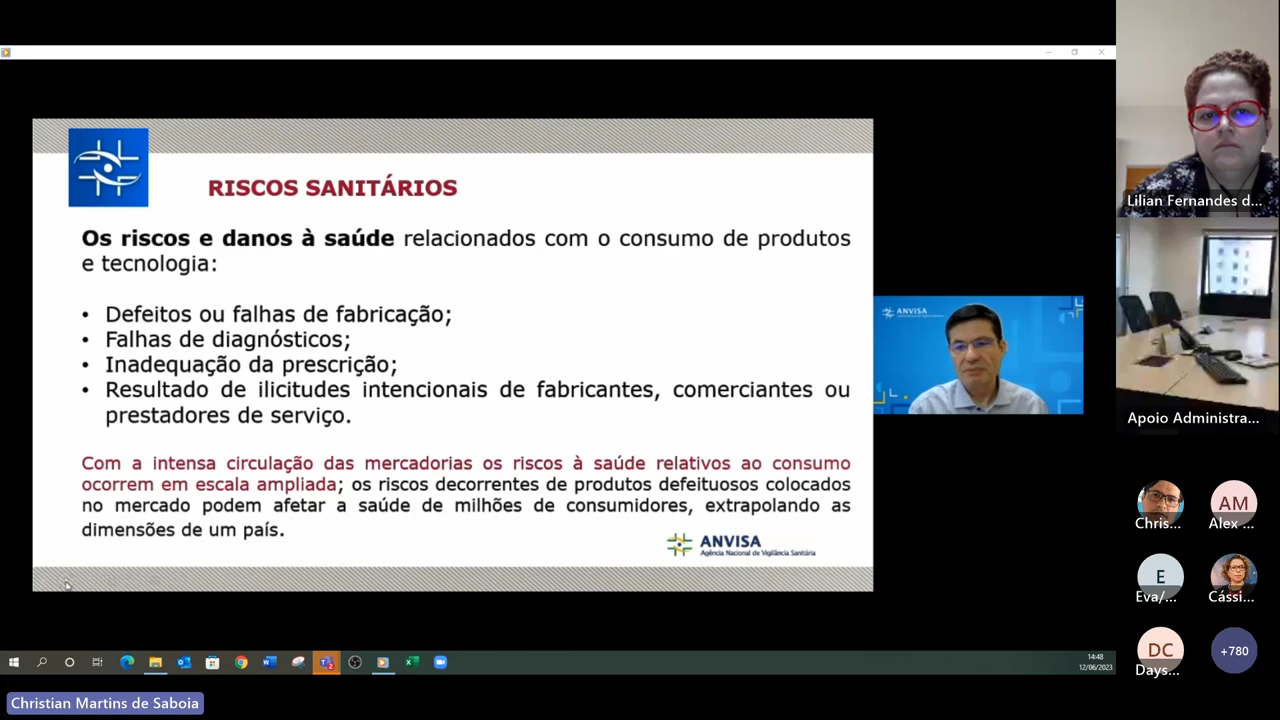 RISCOS SANITÁRIOS
Os riscos e danos à saúde relacionados com o consumo de produtos
e tecnologia:
• Defeitos ou falhas de fabricação;
• Falhas de diagnósticos;
• Inadequação da prescrição;
• Resultado de ilicitudes intencionais de fabricantes, comerciantes ou
prestadores de serviço.
Com a intensa circulação das mercadorias os riscos à saúde relativos ao consumo
ocorrem em escala ampliada; os riscos decorrentes de produtos defeituosos colocados
no mercado podem afetar a saúde de milhões de consumidores, extrapolando as
dimensões de um país.
ANVISA
Agência Nacional de Vigilância Sanitária
ANVISA
Lilian Fernandes d...
Apoio Administra...
Chris...
AM
Alex ...
E
Eva/...
Cássi...
DC
Days...
+780
14:48
12/06/2023
Christian Martins de Saboia